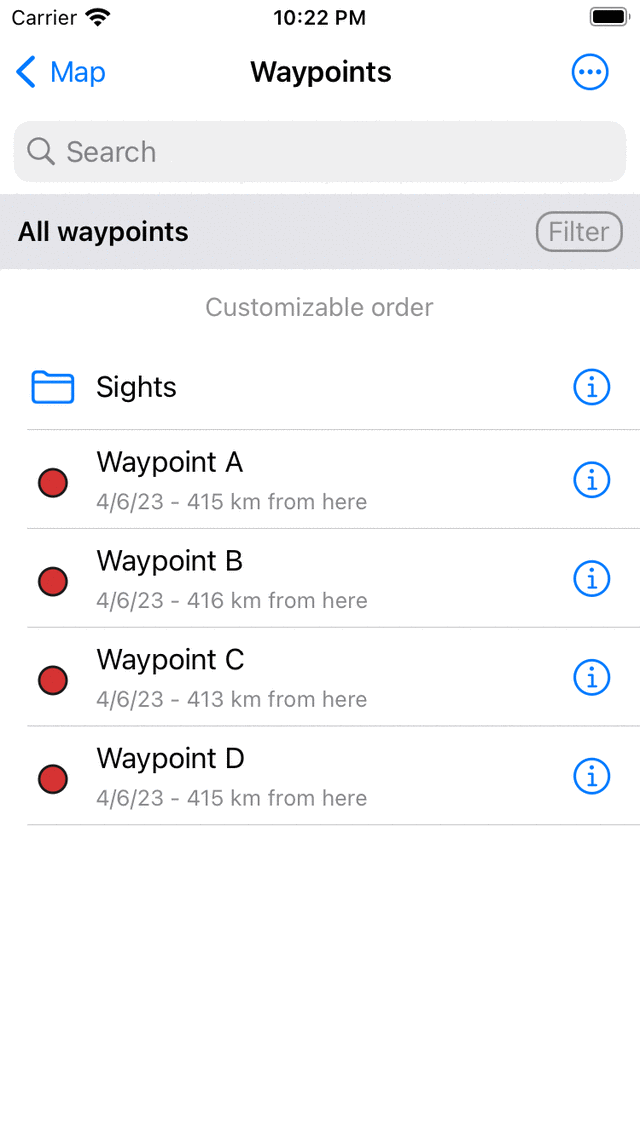 Carrier 10:22 PM
Map Waypoints
Search
All waypoints Filter
Customizable order
Sights
Waypoint A
4/6/23 - 415 km from here
Waypoint B
4/6/23 - 416 km from here
Waypoint C
4/6/23 - 413 km from here
Waypoint D
4/6/23 - 415 km from here